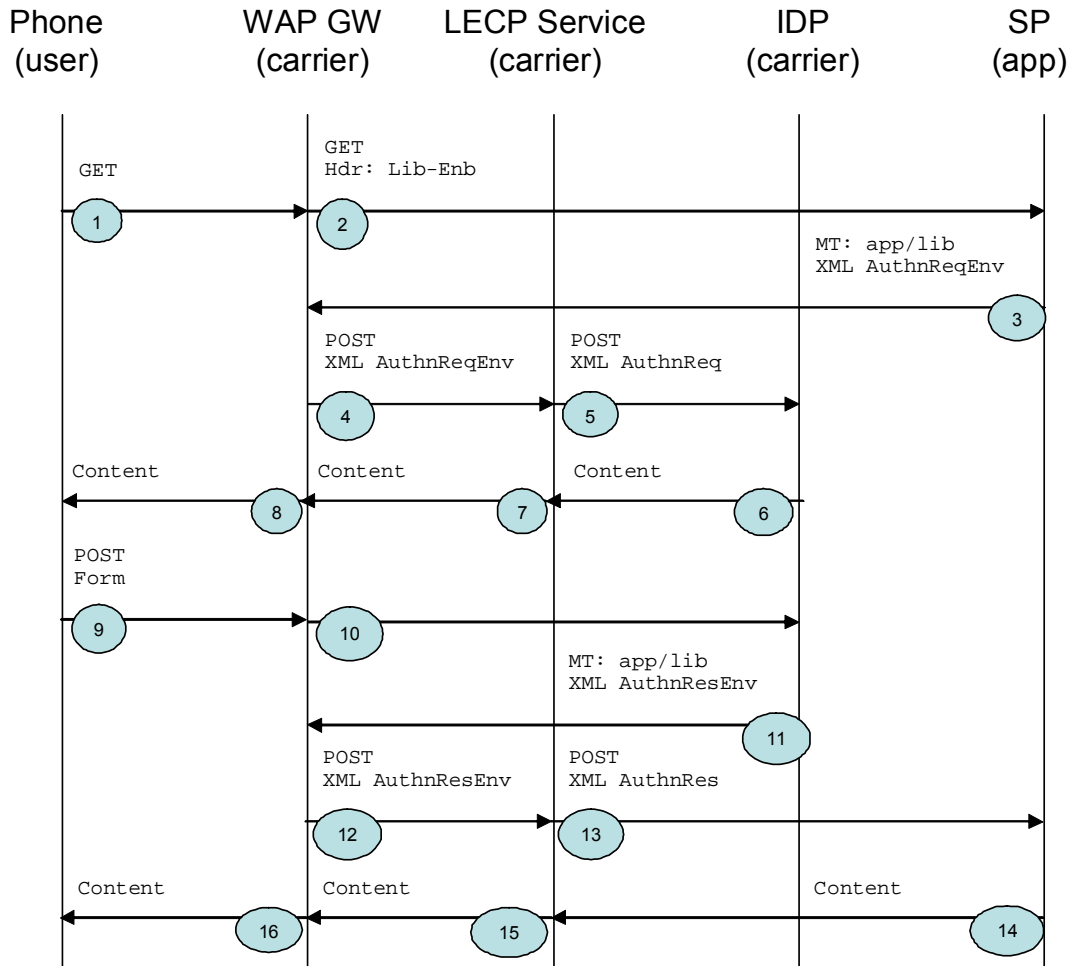 Phone
(user)
WAP GW
(carrier)
LECP Service
(carrier)
IDP
(carrier)
SP
(app)
GET
1
GET
Hdr: Lib-Enb
2
MT: app/lib
XML AuthnReqEnv
3
POST
XML AuthnReqEnv
4
POST
XML AuthnReq
5
Content
6
Content
7
Content
8
POST
Form
9
10
MT: app/lib
XML AuthnResEnv
11
POST
XML AuthnResEnv
12
POST
XML AuthnRes
13
Content
14
Content
15
Content
16